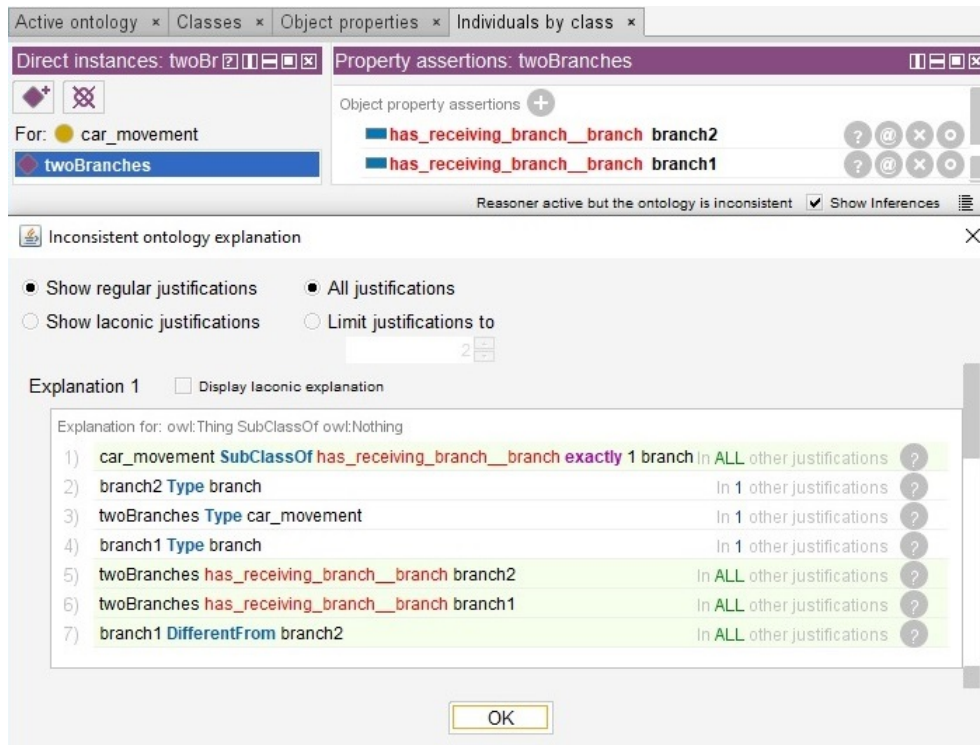 Active ontology × Classes × Object properties × Individuals by class ×
Direct instances: twoBr Property assertions: twoBranches
Object property assertions
For: car_movement has_receiving_branch__branch branch2
twoBranches has_receiving_branch__branch branch1
Reasoner active but the ontology is inconsistent Show Inferences
Inconsistent ontology explanation
Show regular justifications All justifications
Show laconic justifications Limit justifications to
2
Explanation 1 Display laconic explanation
Explanation for: owl:Thing SubClassOf owl:Nothing
1) car_movement SubClassOf has_receiving_branch__branch exactly 1 branch In ALL other justifications ?
2) branch2 Type branch In 1 other justifications ?
3) twoBranches Type car_movement In 1 other justifications ?
4) branch1 Type branch In 1 other justifications ?
5) twoBranches has_receiving_branch__branch branch2 In ALL other justifications ?
6) twoBranches has_receiving_branch__branch branch1 In ALL other justifications ?
7) branch1 DifferentFrom branch2 In ALL other justifications ?
OK